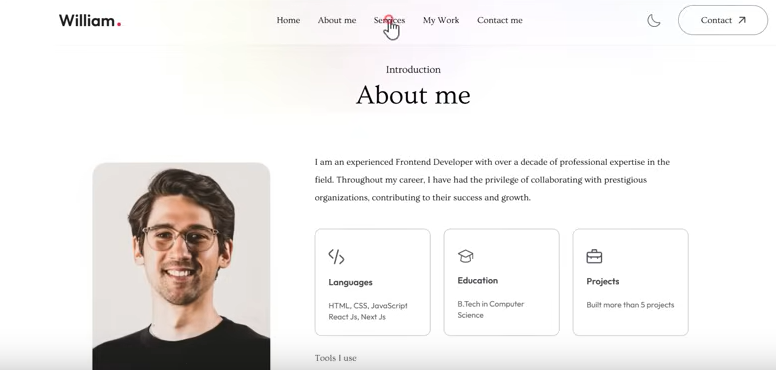 William.
Home About me Services My Work Contact me
Contact
Introduction
About me
I am an experienced Frontend Developer with over a decade of professional expertise in the
field. Throughout my career, I have had the privilege of collaborating with prestigious
organizations, contributing to their success and growth.
Languages
HTML, CSS, JavaScript
React Js, Next Js
Education
B.Tech in Computer
Science
Projects
Built more than 5 projects
Tools I use